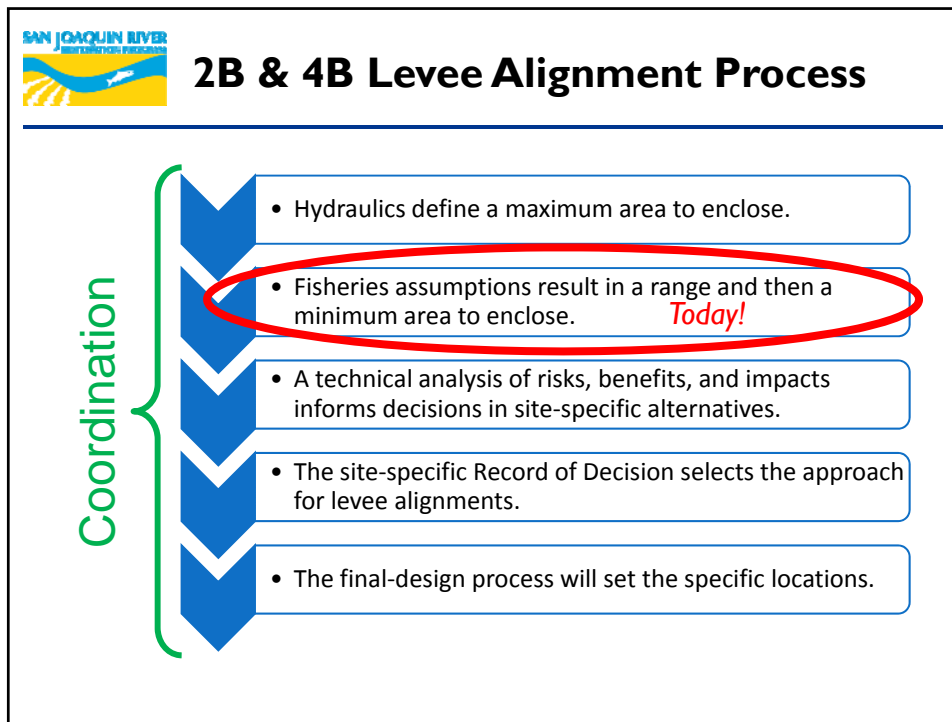 SAN JOAQUIN RIVER
RESTORATION PROGRAM
2B & 4B Levee Alignment Process
Coordination
• Hydraulics define a maximum area to enclose.
• Fisheries assumptions result in a range and then a
minimum area to enclose. Today!
• A technical analysis of risks, benefits, and impacts
informs decisions in site-specific alternatives.
• The site-specific Record of Decision selects the approach
for levee alignments.
• The final-design process will set the specific locations.